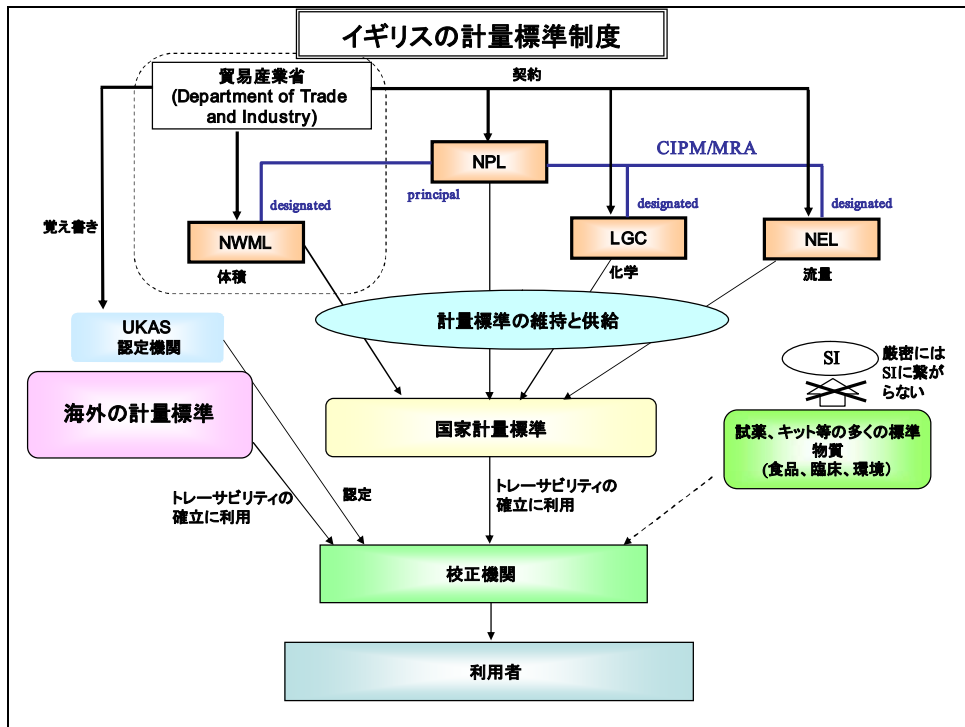 イギリスの計量標準制度
貿易産業省
(Department of Trade
and Industry)
契約
NPL
CIPM/MRA
principal
designated
designated
designated
覚え書き
NWML
体積
LGC
化学
NEL
流量
計量標準の維持と供給
UKAS
認定機関
海外の計量標準
国家計量標準
SI
厳密には
SIに繋が
らない
試薬、キット等の多くの標準
物質
(食品、臨床、環境)
トレーサビリティの
確立に利用
認定
トレーサビリティの
確立に利用
校正機関
利用者